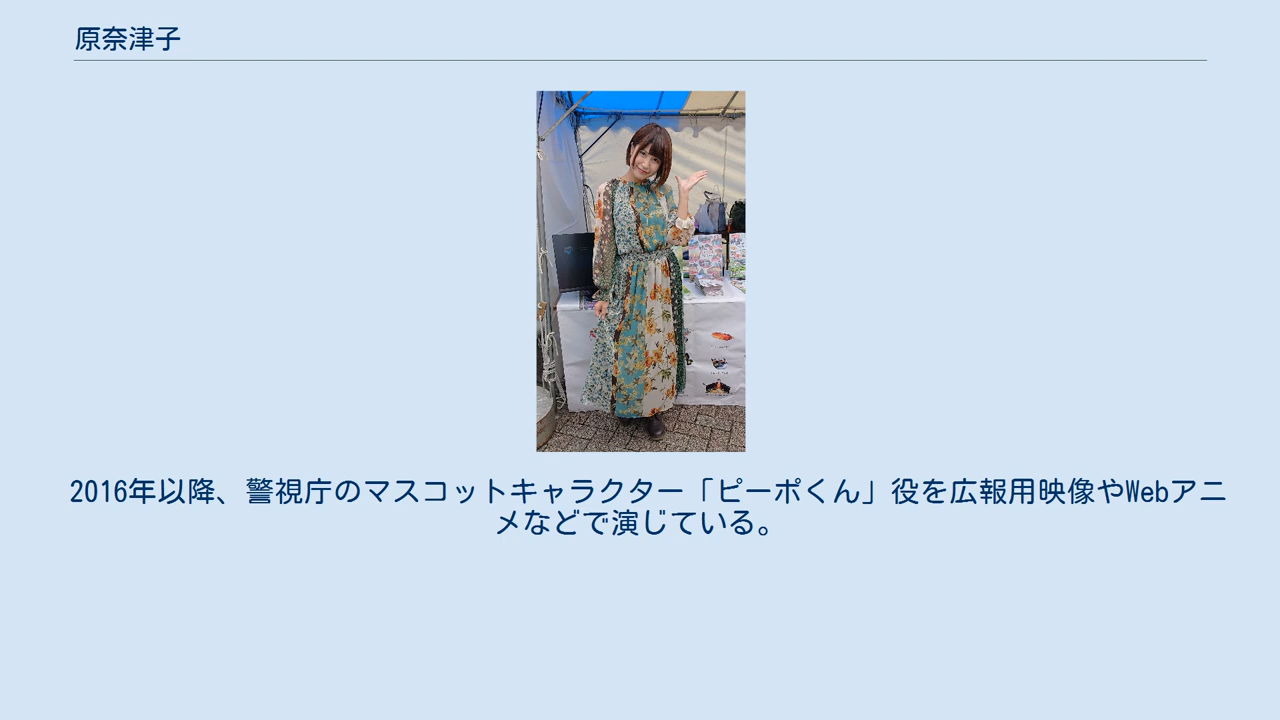 原奈津子
2016年以降、警視庁のマスコットキャラクター「ピーポくん」役を広報用映像やWebアニ
メなどで演じている。